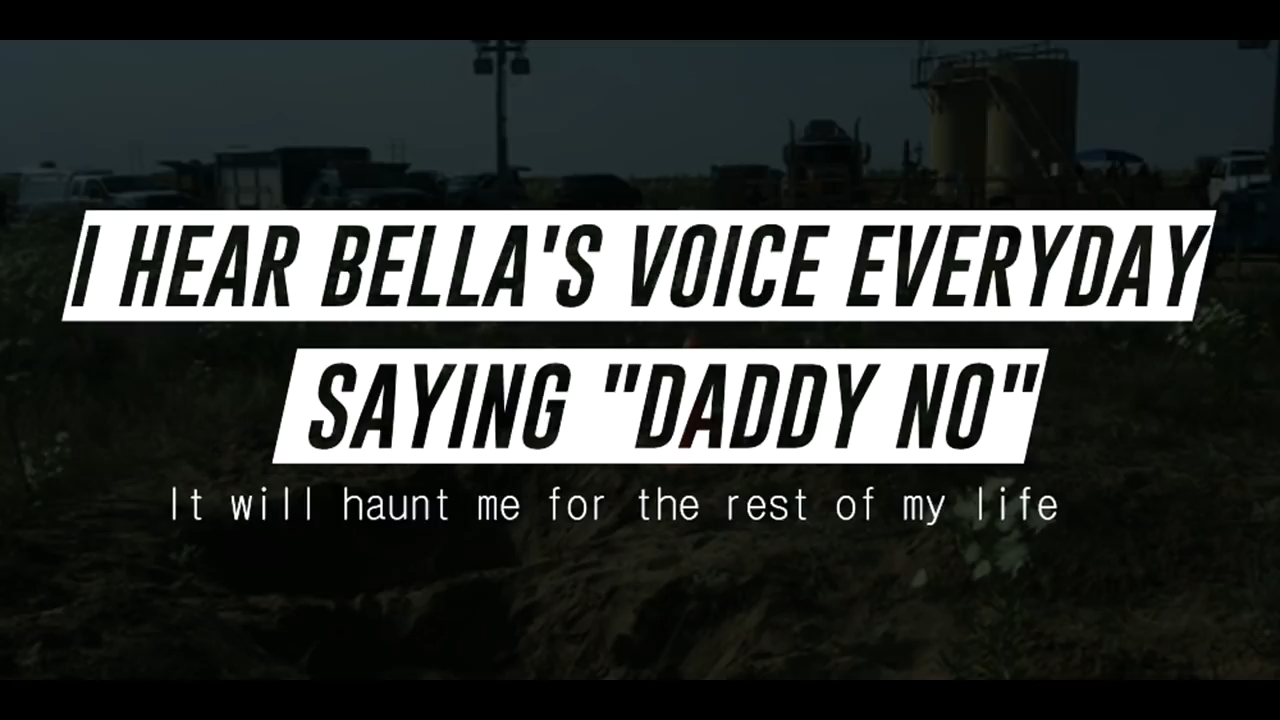 I HEAR BELLA'S VOICE EVERYDAY
SAYING "DADDY NO"
It will haunt me for the rest of my life